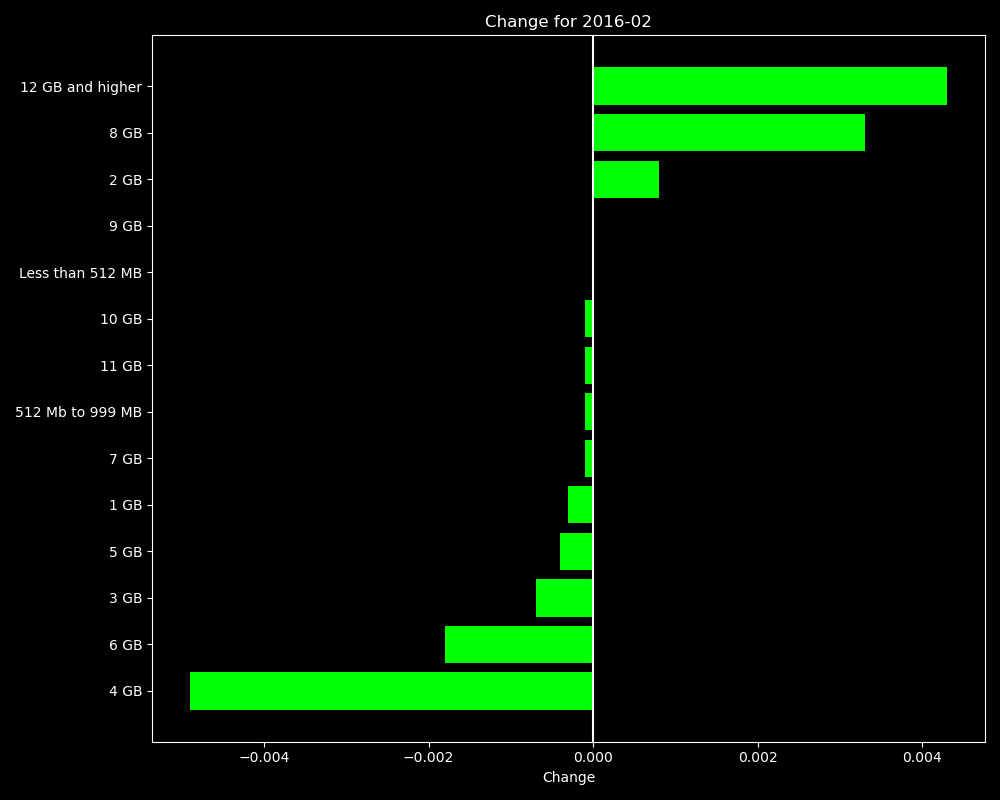 Change for 2016-02
12 GB and higher
8 GB
2 GB
9 GB
Less than 512 MB
10 GB
11 GB
512 Mb to 999 MB
7 GB
1 GB
5 GB
3 GB
6 GB
4 GB
−0.004 −0.002 0.000 0.002 0.004
Change